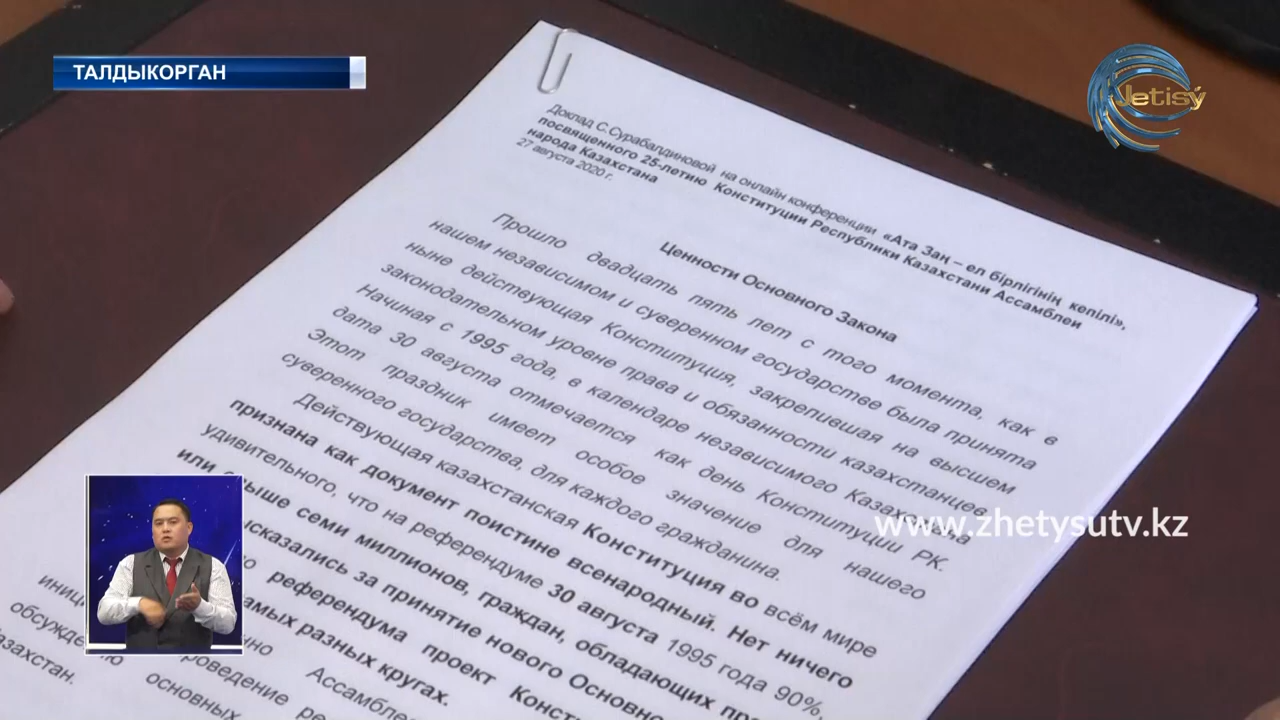 ТАЛДЫКОРГАН
Jetisý
Доклад С.Сурабалдиновой на онлайн конференции «Ата Заң – ел бірлігінің кепілі»,
посвященного 25-летию Конституции Республики Казахстани Ассамблеи
народа Казахстана
27 августа 2020 г.
Ценности Основного Закона
Прошло двадцать пять лет с того момента, как в
нашем независимом и суверенном государстве была принята
ныне действующая Конституция, закрепившая на высшем
законодательном уровне права и обязанности казахстанцев.
Начиная с 1995 года, в календаре независимого Казахстана
дата 30 августа отмечается как день Конституции РК.
Этот праздник имеет особое значение для нашего
суверенного государства, для каждого гражданина.
Действующая казахстанская Конституция во всём мире
признана как документ поистине всенародный. Нет ничего
удивительного, что на референдуме 30 августа 1995 года 90%,
или свыше семи миллионов, граждан, обладающих
за принятие нового
референдума проект
самых разных кругах.
Ассамблеи
проведение
обсуждению основных
Казахстан.
www.zhetysutv.kz